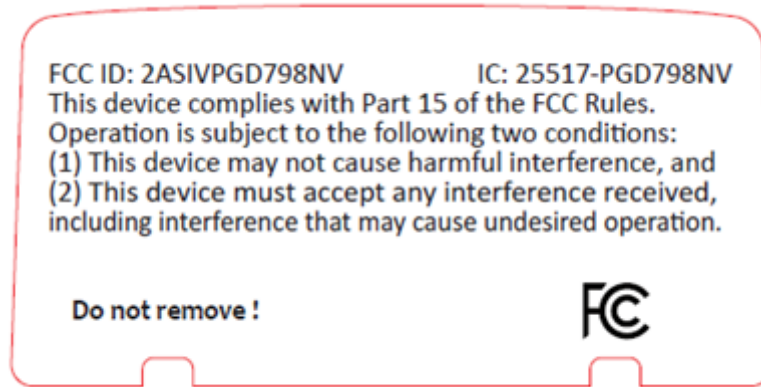 FCC ID: 2ASIVPGD798NV IC: 25517-PGD798NV
This device complies with Part 15 of the FCC Rules.
Operation is subject to the following two conditions:
(1) This device may not cause harmful interference, and
(2) This device must accept any interference received,
including interference that may cause undesired operation.
Do not remove ! FC